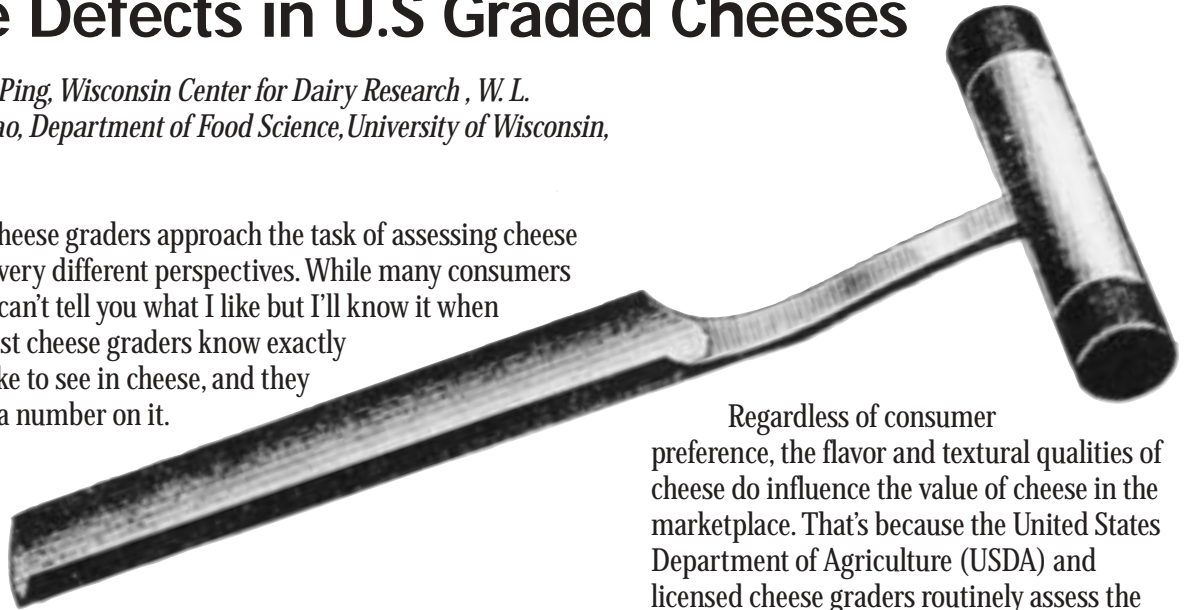 e Defects in U.S Graded Cheeses
Ping, Wisconsin Center for Dairy Research , W. L.
ao, Department of Food Science, University of Wisconsin,
heese graders approach the task of assessing cheese
very different perspectives. While many consumers
can't tell you what I like but I'll know it when
st cheese graders know exactly
ke to see in cheese, and they
a number on it.
Regardless of consumer
preference, the flavor and textural qualities of
cheese do influence the value of cheese in the
marketplace. That's because the United States
Department of Agriculture (USDA) and
licensed cheese graders routinely assess the